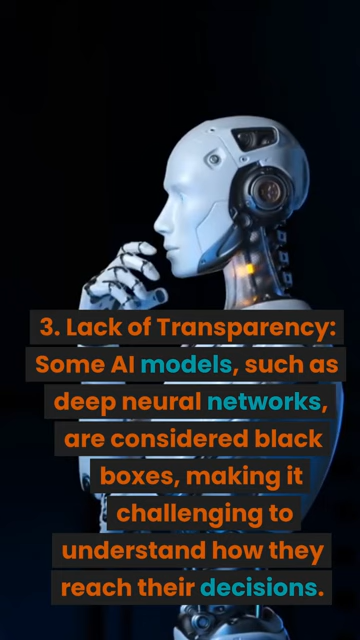 3. Lack of Transparency:
Some AI models, such as
deep neural networks,
are considered black
boxes, making it
challenging to
understand how they
reach their decisions.